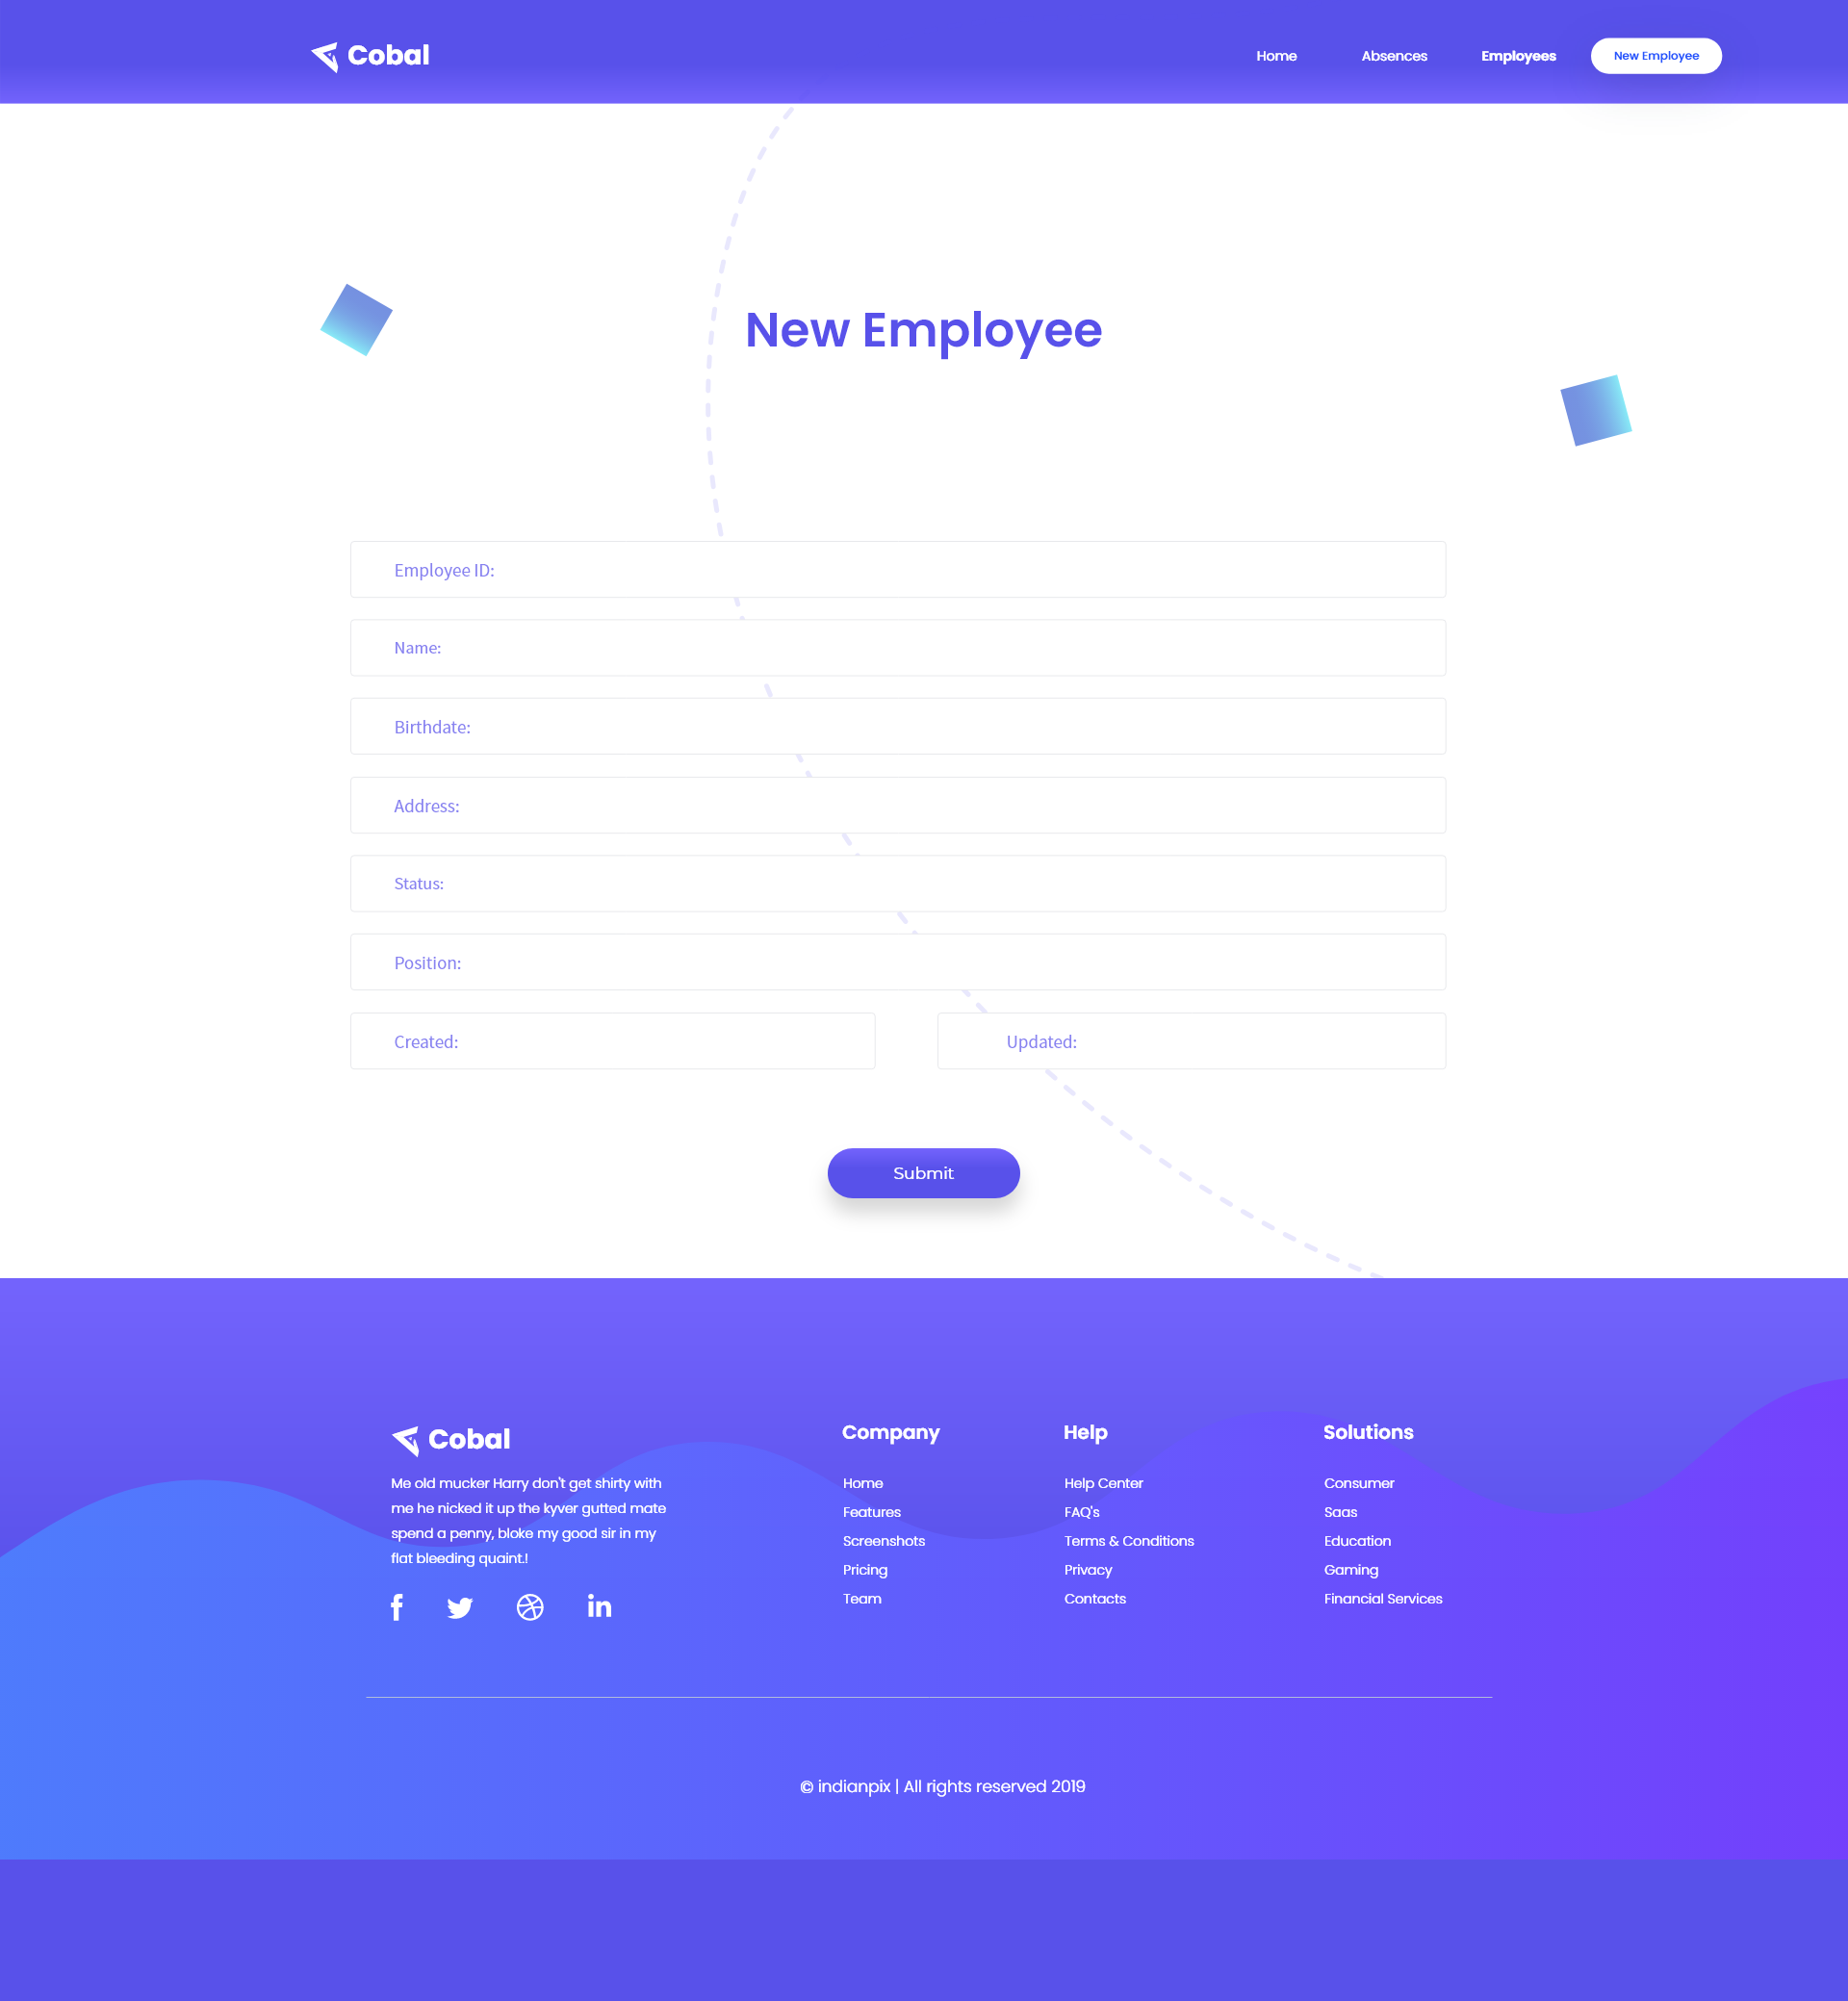 Cobal
Home Absences Employees New Employee
New Employee
Employee ID:
Name:
Birthdate:
Address:
Status:
Position:
Created: Updated:
Submit
Cobal
Me old mucker Harry don't get shirty with
me he nicked it up the kyver gutted mate
spend a penny, bloke my good sir in my
flat bleeding quaint.!
Company
Home
Features
Screenshots
Pricing
Team
Help
Help Center
FAQ's
Terms & Conditions
Privacy
Contacts
Solutions
Consumer
Saas
Education
Gaming
Financial Services
© indianpix | All rights reserved 2019